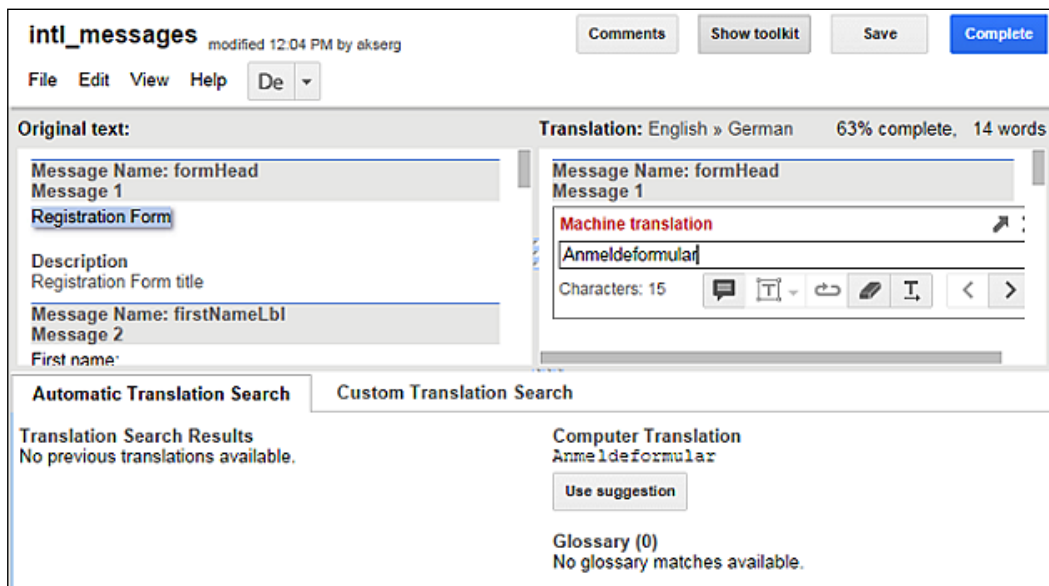 intl_messages modified 12:04 PM by akserg
Comments Show toolkit Save Complete
File Edit View Help De
Original text:
Message Name: formHead
Message 1
Registration Form
Description
Registration Form title
Message Name: firstNameLbl
Message 2
First name:
Translation: English » German 63% complete, 14 words
Message Name: formHead
Message 1
Machine translation
Anmeldeformular
Characters: 15
Automatic Translation Search Custom Translation Search
Translation Search Results
No previous translations available.
Computer Translation
Anmeldeformular
Use suggestion
Glossary (0)
No glossary matches available.